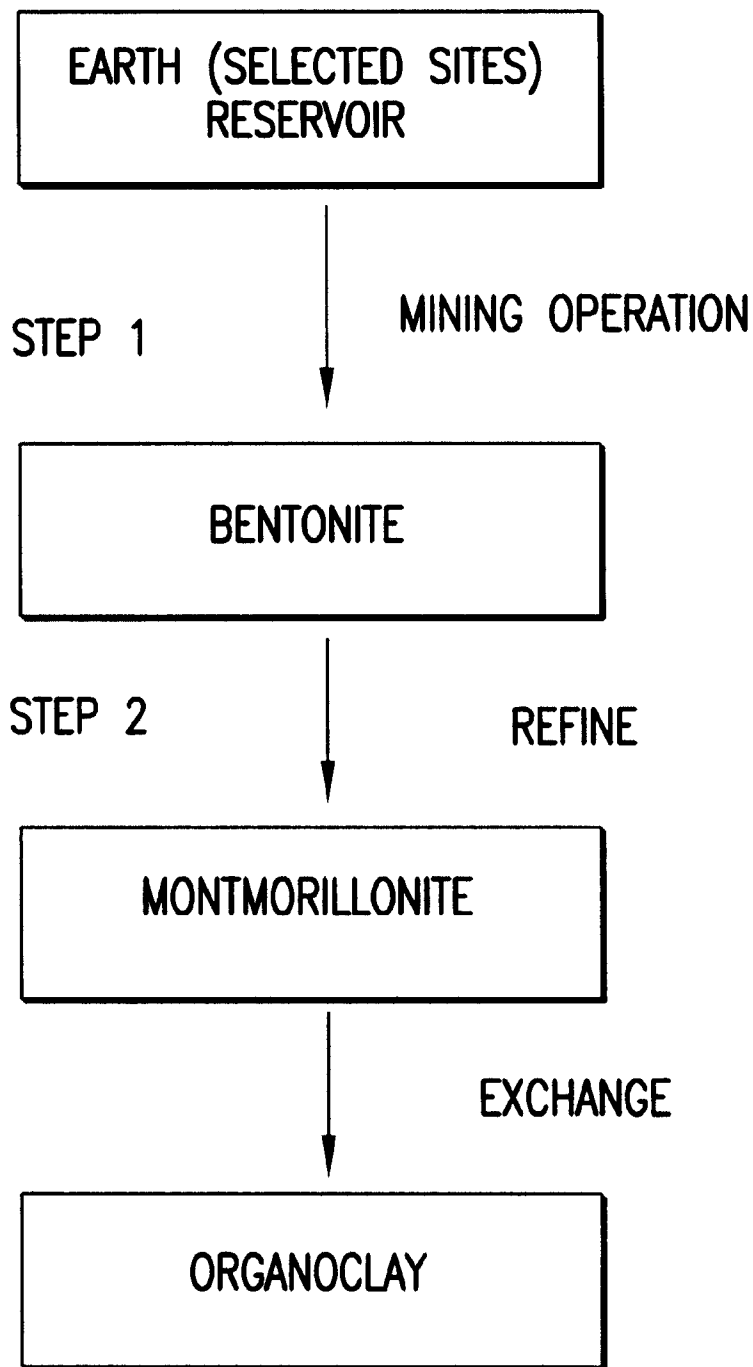 EARTH (SELECTED SITES)
RESERVOIR
STEP 1
MINING OPERATION
BENTONITE
STEP 2
REFINE
MONTMORILLONITE
EXCHANGE
ORGANOCLAY